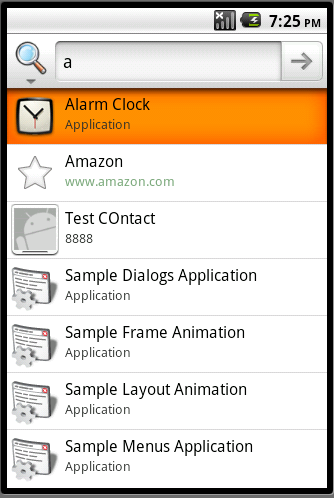 7:25 PM
a
Alarm Clock
Application
Amazon
www.amazon.com
Test COntact
8888
Sample Dialogs Application
Application
Sample Frame Animation
Application
Sample Layout Animation
Application
Sample Menus Application
Application